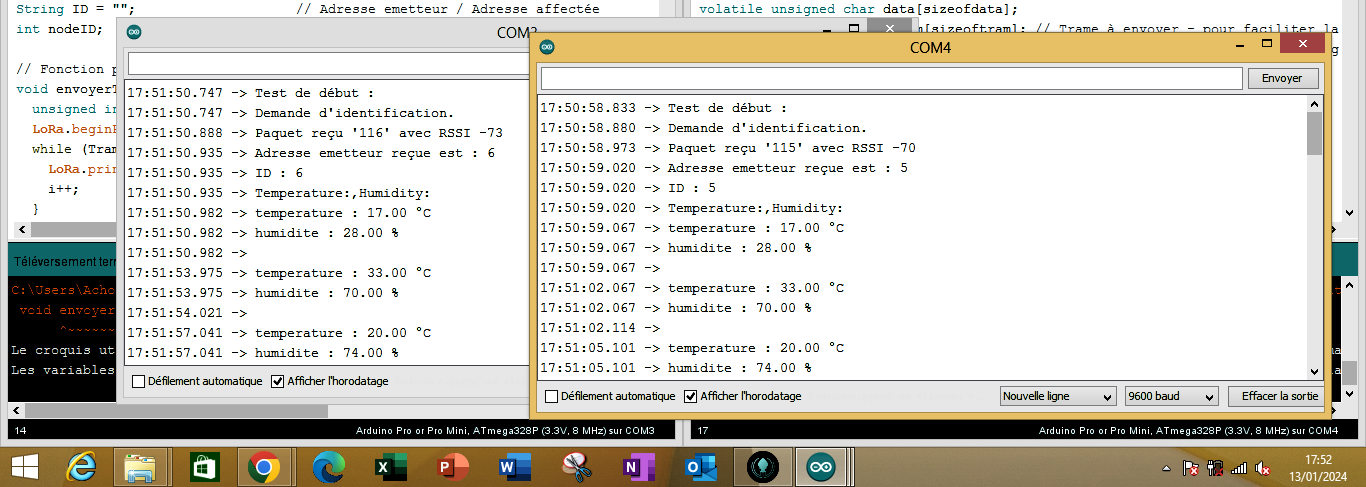 String ID = ""; // Adresse emetteur / Adresse affectée
int nodeID;
// Fonction p
void envoyerT
unsigned in
LoRa.beginP
while (Tram
LoRa.prin
i++;
}
volatile unsigned char data[sizeofdata];
[sizeoftram]; // Trame à envoyer - pour faciliter la
COM3
17:51:50.747 -> Test de début :
17:51:50.747 -> Demande d'identification.
17:51:50.888 -> Paquet reçu '116' avec RSSI -73
17:51:50.935 -> Adresse emetteur reçue est : 6
17:51:50.935 -> ID : 6
17:51:50.935 -> Temperature:,Humidity:
17:51:50.982 -> temperature : 17.00 °C
17:51:50.982 -> humidite : 28.00 %
17:51:50.982 ->
17:51:53.975 -> temperature : 33.00 °C
17:51:53.975 -> humidite : 70.00 %
17:51:54.021 ->
17:51:57.041 -> temperature : 20.00 °C
17:51:57.041 -> humidite : 74.00 %
Défilement automatique Afficher l'horodatage
COM4
Envoyer
17:50:58.833 -> Test de début :
17:50:58.880 -> Demande d'identification.
17:50:58.973 -> Paquet reçu '115' avec RSSI -70
17:50:59.020 -> Adresse emetteur reçue est : 5
17:50:59.020 -> ID : 5
17:50:59.020 -> Temperature:,Humidity:
17:50:59.067 -> temperature : 17.00 °C
17:50:59.067 -> humidite : 28.00 %
17:50:59.067 ->
17:51:02.067 -> temperature : 33.00 °C
17:51:02.067 -> humidite : 70.00 %
17:51:02.114 ->
17:51:05.101 -> temperature : 20.00 °C
17:51:05.101 -> humidite : 74.00 %
Défilement automatique Afficher l'horodatage Nouvelle ligne 9600 baud Effacer la sortie
Téléversement ter
C:\Users\Acho
void envoyer
^~~~~~~
Le croquis ut
Les variables
14 Arduino Pro or Pro Mini, ATmega328P (3.3V, 8 MHz) sur COM3
17 Arduino Pro or Pro Mini, ATmega328P (3.3V, 8 MHz) sur COM4
17:52
13/01/2024